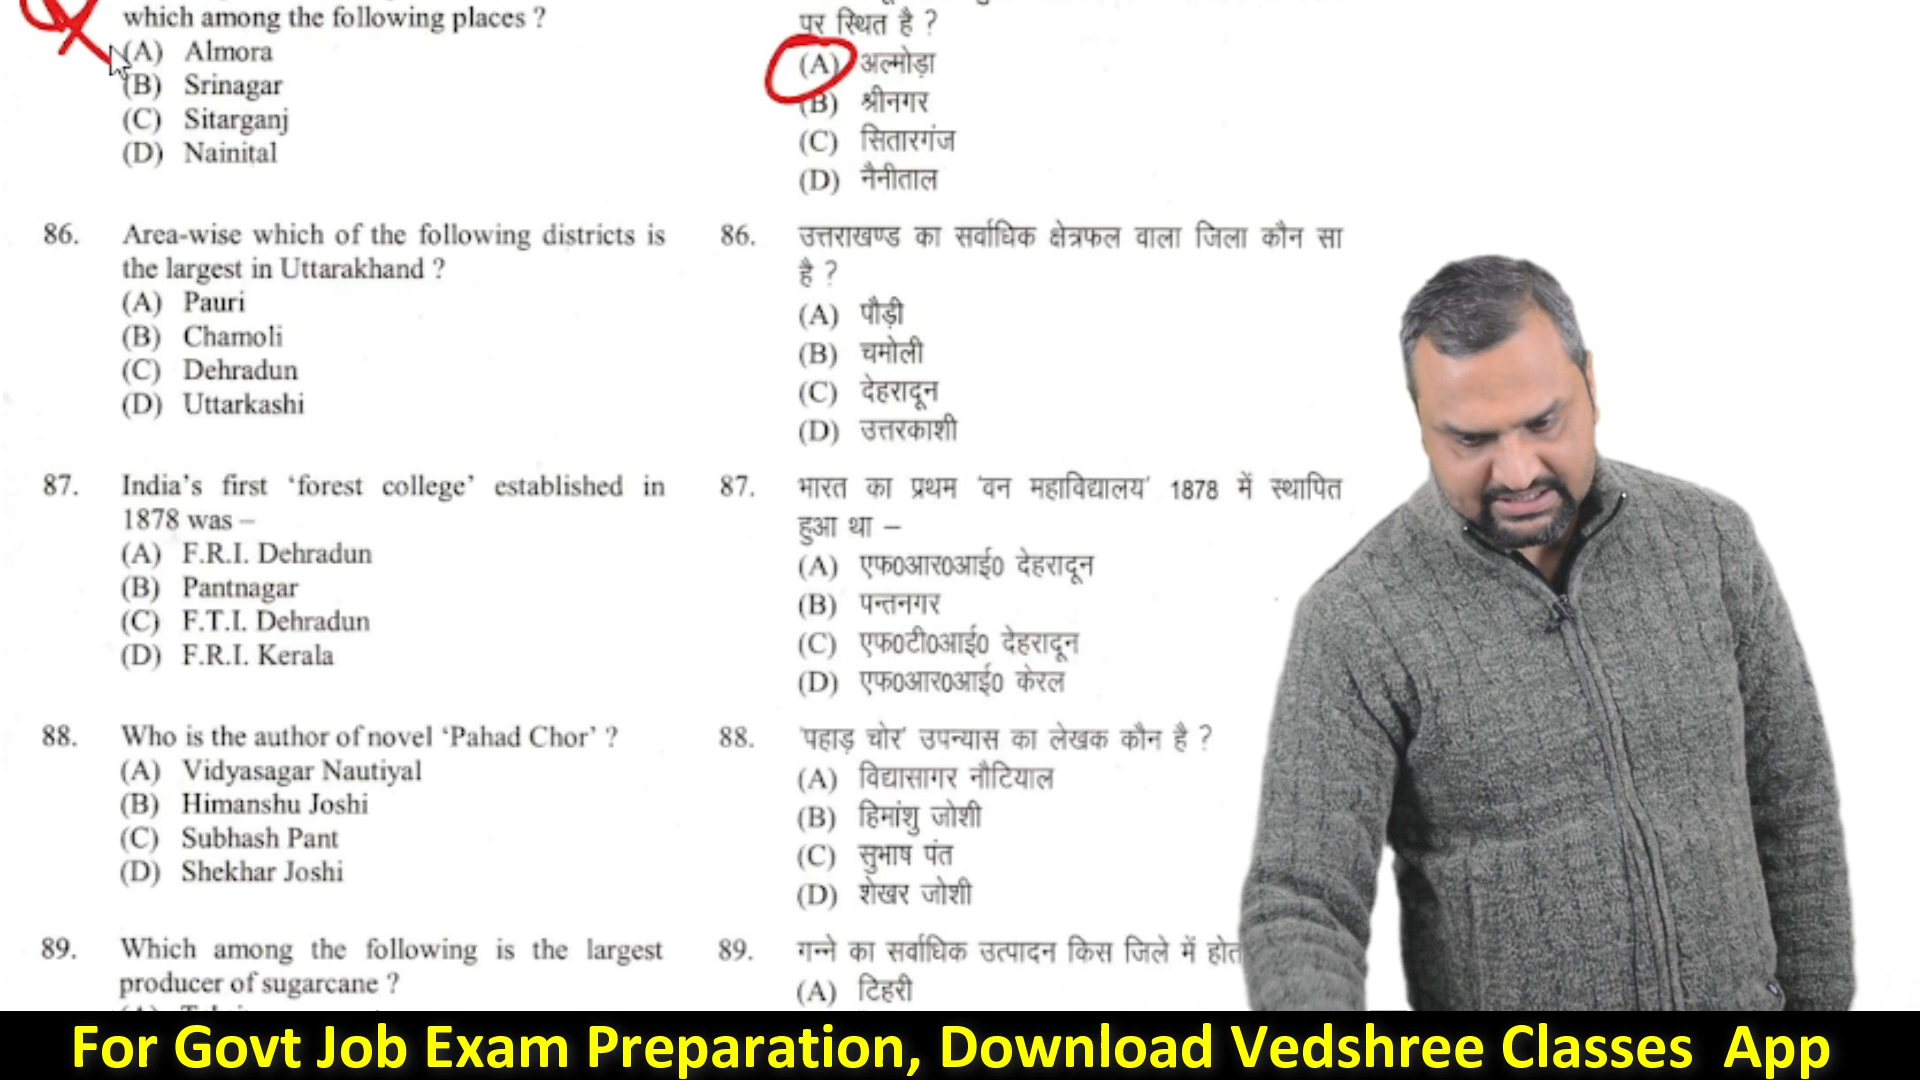 which among the following places ?
(A) Almora
(B) Srinagar
(C) Sitarganj
(D) Nainital
86. Area-wise which of the following districts is
the largest in Uttarakhand ?
(A) Pauri
(B) Chamoli
(C) Dehradun
(D) Uttarkashi
87. India's first 'forest college' established in
1878 was –
(A) F.R.I. Dehradun
(B) Pantnagar
(C) F.T.I. Dehradun
(D) F.R.I. Kerala
88. Who is the author of novel 'Pahad Chor' ?
(A) Vidyasagar Nautiyal
(B) Himanshu Joshi
(C) Subhash Pant
(D) Shekhar Joshi
89. Which among the following is the largest
producer of sugarcane ?
पर स्थित है ?
(A) अल्मोड़ा
(B) श्रीनगर
(C) सितारगंज
(D) नैनीताल
86. उत्तराखण्ड का सर्वाधिक क्षेत्रफल वाला जिला कौन सा
है ?
(A) पौड़ी
(B) चमोली
(C) देहरादून
(D) उत्तरकाशी
87. भारत का प्रथम 'वन महाविद्यालय' 1878 में स्थापित
हुआ था –
(A) एफ0आर0आई0 देहरादून
(B) पन्तनगर
(C) एफ0टी0आई0 देहरादून
(D) एफ0आर0आई0 केरल
88. 'पहाड़ चोर' उपन्यास का लेखक कौन है ?
(A) विद्यासागर नौटियाल
(B) हिमांशु जोशी
(C) सुभाष पंत
(D) शेखर जोशी
89. गन्ने का सर्वाधिक उत्पादन किस जिले में होत
(A) टिहरी
For Govt Job Exam Preparation, Download Vedshree Classes App